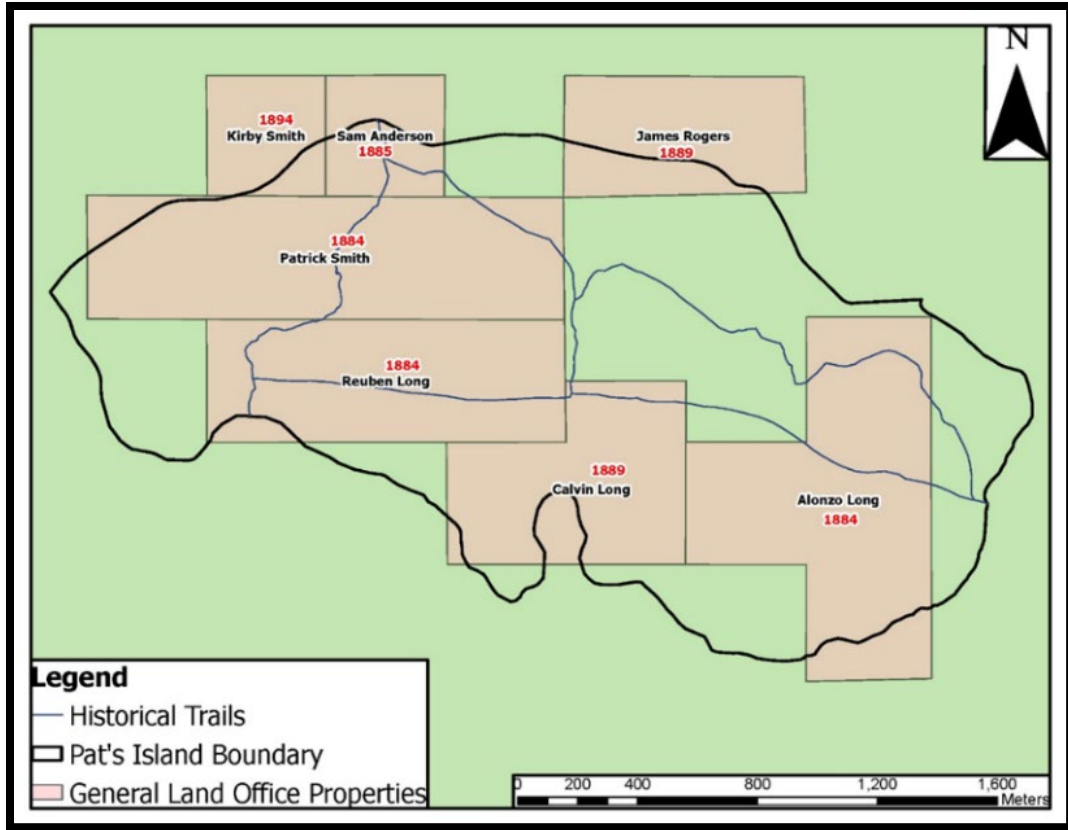 N
1894
Kirby Smith
Sam Anderson
1885
James Rogers
1889
1884
Patrick Smith
1884
Reuben Long
1889
Calvin Long
Alonzo Long
1884
Legend
Historical Trails
Pat's Island Boundary
General Land Office Properties
0 200 400 800 1,200 1,600
Meters